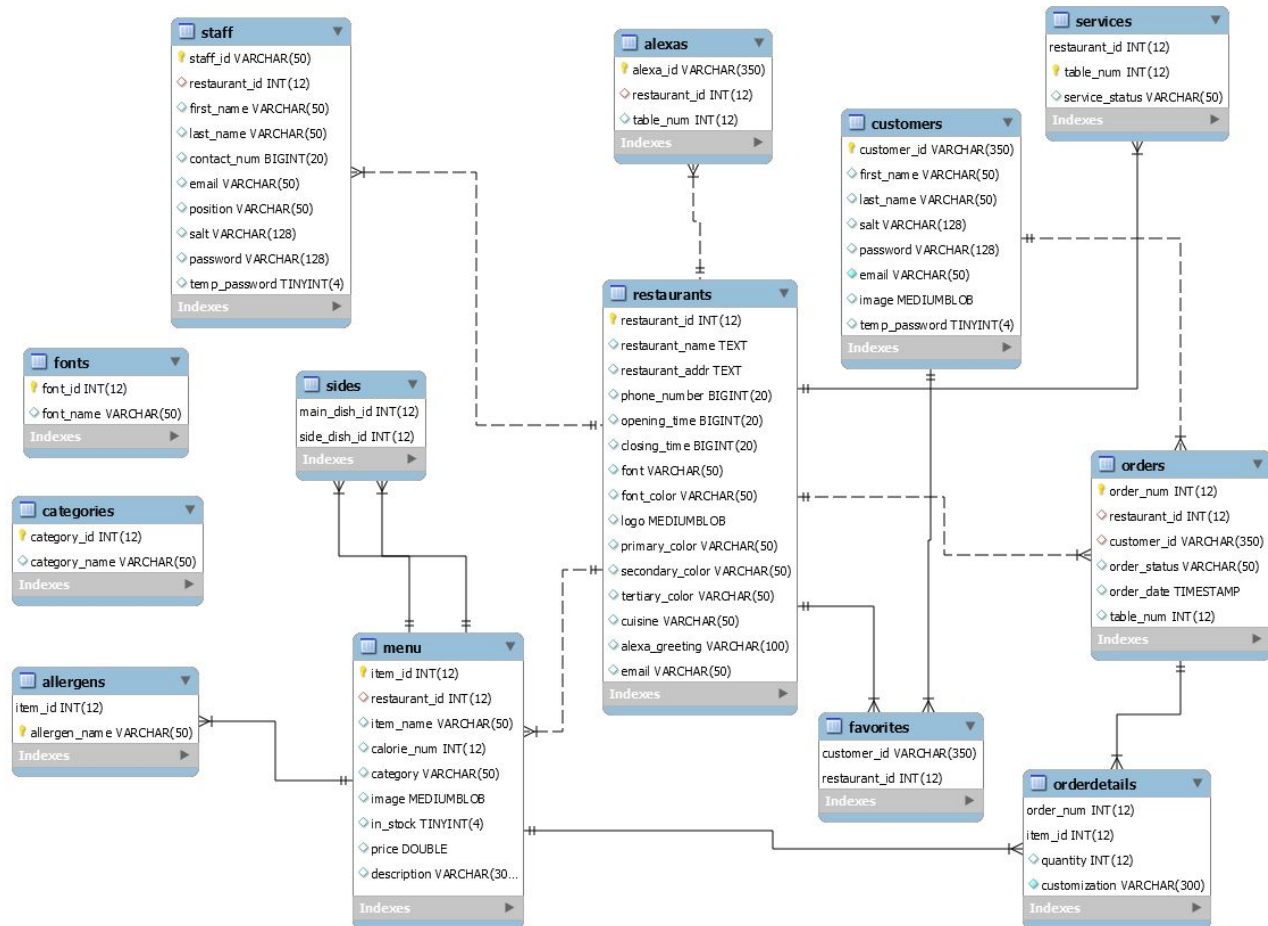 staff
staff_id VARCHAR(50)
restaurant_id INT(12)
first_name VARCHAR(50)
last_name VARCHAR(50)
contact_num BIGINT(20)
email VARCHAR(50)
position VARCHAR(50)
salt VARCHAR(128)
password VARCHAR(128)
temp_password TINYINT(4)
Indexes
alexas
alexa_id VARCHAR(350)
restaurant_id INT(12)
table_num INT(12)
Indexes
services
restaurant_id INT(12)
table_num INT(12)
service_status VARCHAR(50)
Indexes
customers
customer_id VARCHAR(350)
first_name VARCHAR(50)
last_name VARCHAR(50)
salt VARCHAR(128)
password VARCHAR(128)
email VARCHAR(50)
image MEDIUMBLOB
temp_password TINYINT(4)
Indexes
restaurants
restaurant_id INT(12)
restaurant_name TEXT
restaurant_addr TEXT
phone_number BIGINT(20)
opening_time BIGINT(20)
closing_time BIGINT(20)
font VARCHAR(50)
font_color VARCHAR(50)
logo MEDIUMBLOB
primary_color VARCHAR(50)
secondary_color VARCHAR(50)
tertiary_color VARCHAR(50)
cuisine VARCHAR(50)
alexa_greeting VARCHAR(100)
email VARCHAR(50)
Indexes
fonts
font_id INT(12)
font_name VARCHAR(50)
Indexes
sides
main_dish_id INT(12)
side_dish_id INT(12)
Indexes
categories
category_id INT(12)
category_name VARCHAR(50)
Indexes
orders
order_num INT(12)
restaurant_id INT(12)
customer_id VARCHAR(350)
order_status VARCHAR(50)
order_date TIMESTAMP
table_num INT(12)
Indexes
allergens
item_id INT(12)
allergen_name VARCHAR(50)
Indexes
menu
item_id INT(12)
restaurant_id INT(12)
item_name VARCHAR(50)
calorie_num INT(12)
category VARCHAR(50)
image MEDIUMBLOB
in_stock TINYINT(4)
price DOUBLE
description VARCHAR(30...
Indexes
favorites
customer_id VARCHAR(350)
restaurant_id INT(12)
Indexes
orderdetails
order_num INT(12)
item_id INT(12)
quantity INT(12)
customization VARCHAR(300)
Indexes